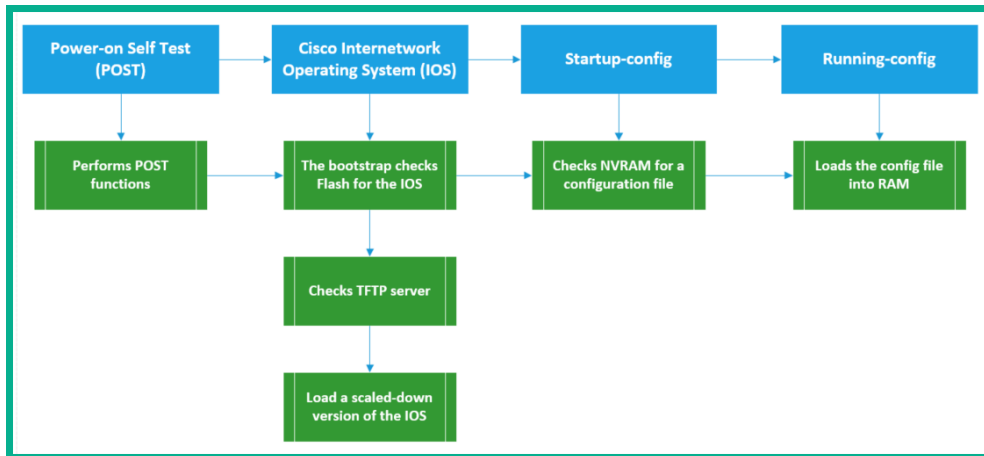 Power-on Self Test
(POST)
Cisco Internetwork
Operating System (IOS)
Startup-config
Running-config
Performs POST
functions
The bootstrap checks
Flash for the IOS
Checks NVRAM for a
configuration file
Loads the config file
into RAM
Checks TFTP server
Load a scaled-down
version of the IOS